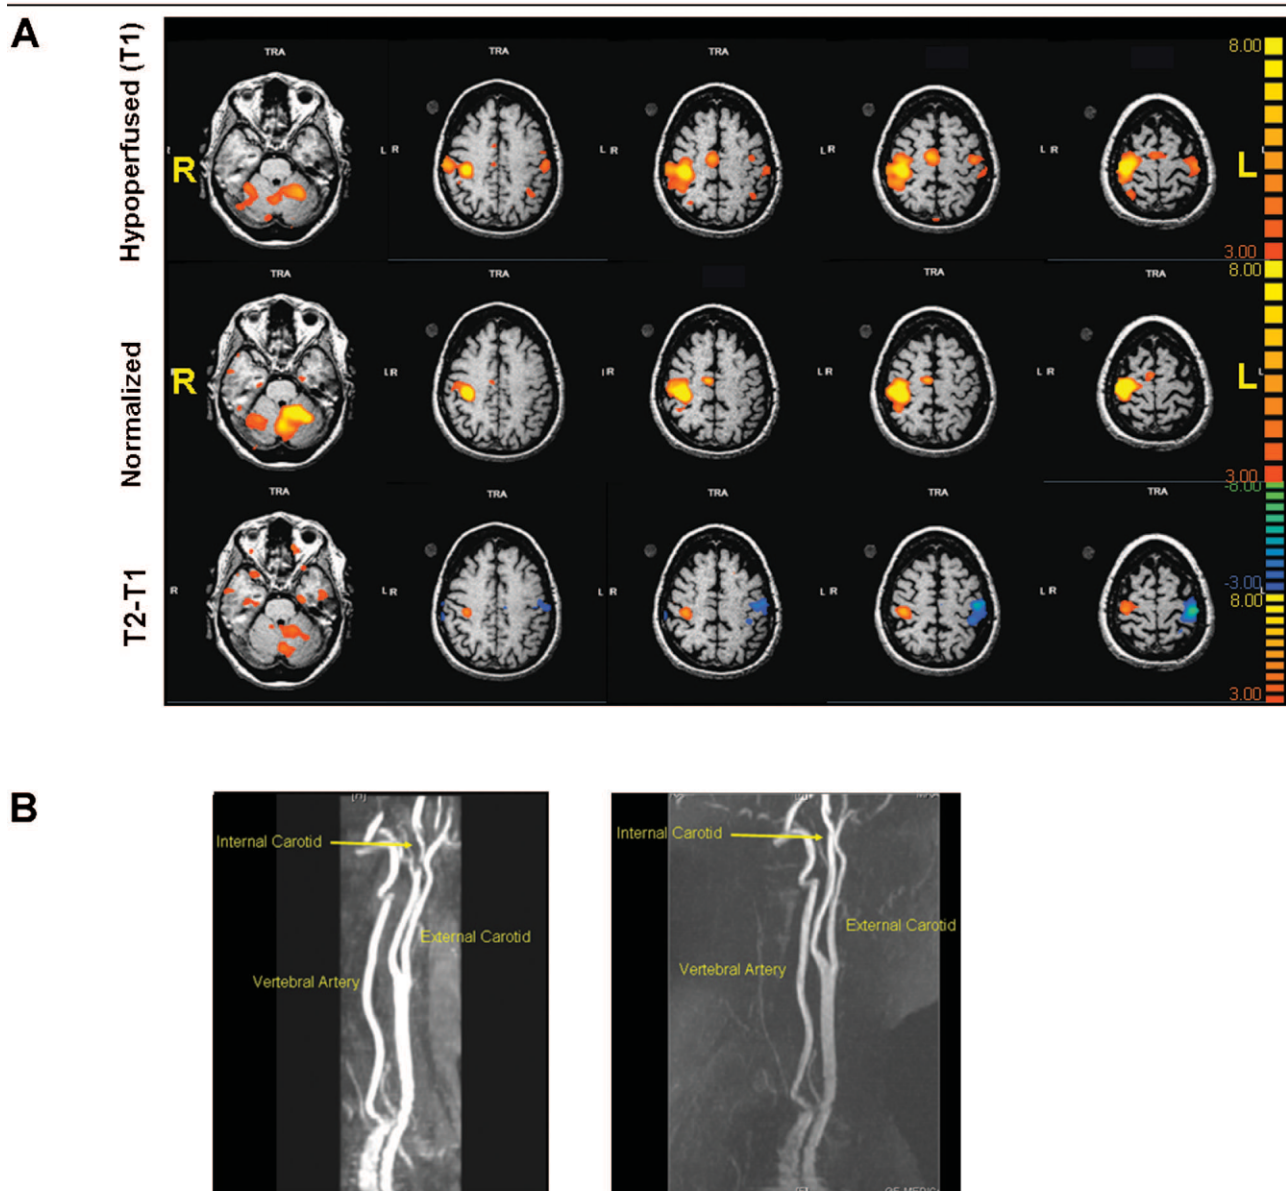 A
Hypoperfused (T1)
TRA
TRA
TRA
8.00
R
L R
L R
L R
L R
L
3.00
Normalized
TRA
TRA
TRA
TRA
8.00
R
L R
L R
L R
L R
L
3.00
T2-T1
TRA
TRA
TRA
TRA
TRA
-8.00
-3.00
8.00
R
L R
L R
L R
L R
3.00
B
Internal Carotid
External Carotid
Vertebral Artery
Internal Carotid
External Carotid
Vertebral Artery